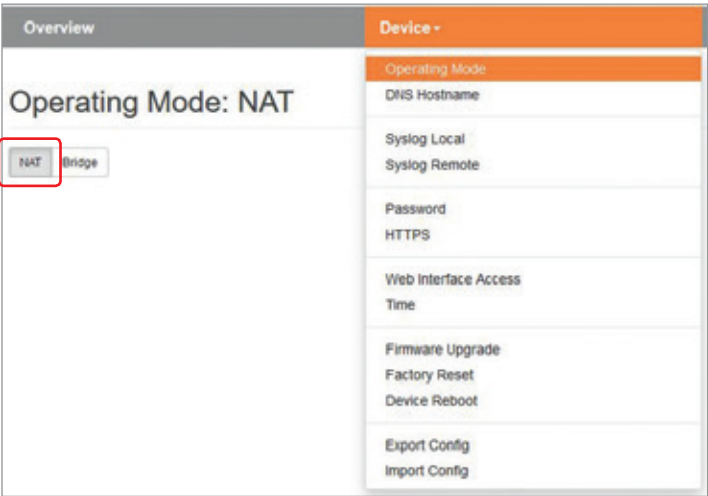 Overview
Device
Operating Mode: NAT
NAT
Bridge
Operating Mode
DNS Hostname
Syslog Local
Syslog Remote
Password
HTTPS
Web Interface Access
Time
Firmware Upgrade
Factory Reset
Device Reboot
Export Config
Import Config